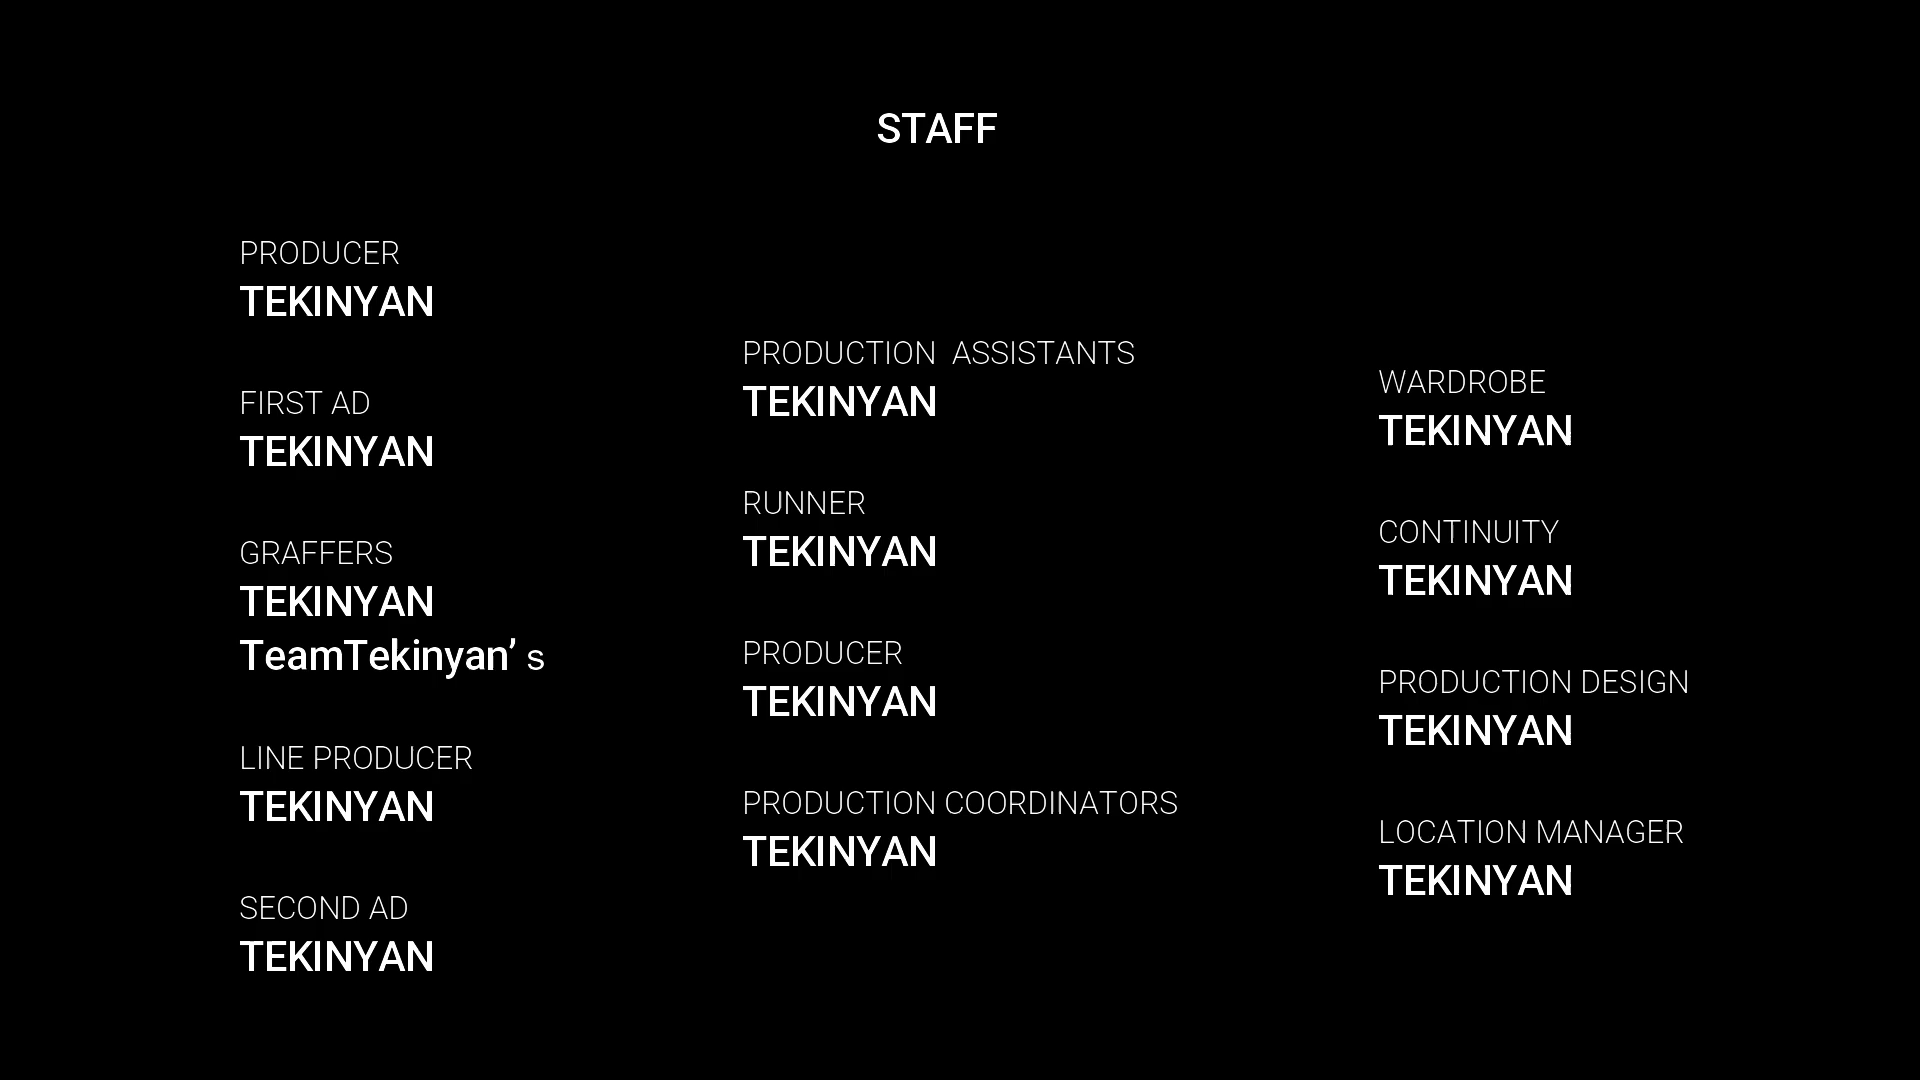 STAFF
PRODUCER
TEKINYAN
FIRST AD
TEKINYAN
GRAFFERS
TEKINYAN
TeamTekinyan’ s
LINE PRODUCER
TEKINYAN
SECOND AD
TEKINYAN
PRODUCTION  ASSISTANTS
TEKINYAN
RUNNER
TEKINYAN
PRODUCER
TEKINYAN
PRODUCTION COORDINATORS
TEKINYAN
WARDROBE
TEKINYAN
CONTINUITY
TEKINYAN
PRODUCTION DESIGN
TEKINYAN
LOCATION MANAGER
TEKINYAN